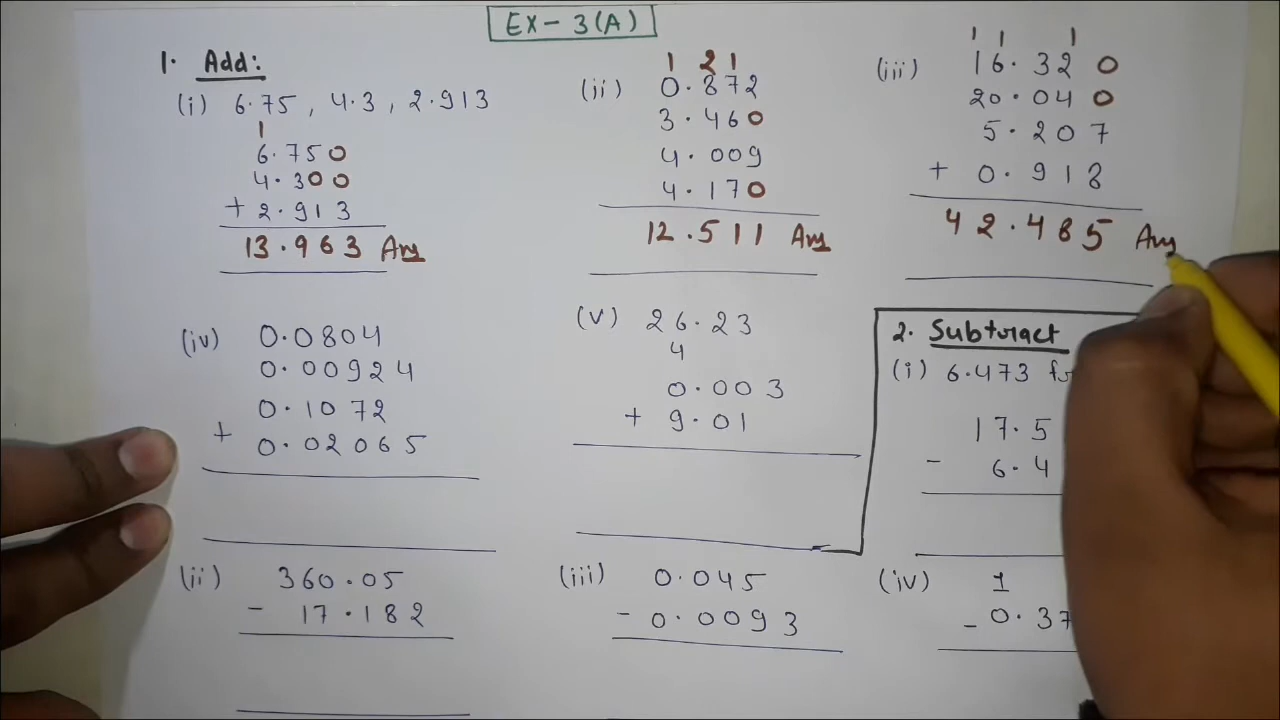 EX - 3(A)
1. Add:
(i) 6.75 , 4.3 , 2.913
1
6.750
4.300
+ 2.913
13.963 Ans
(ii)
1 2 1
0.872
3.460
4.009
4.170
12.511 Ans
(iii)
1 1 1
16.320
20.040
5.207
+ 0.918
42.485 Ans
(iv) 0.0804
0.00924
0.1072
+ 0.02065
(v) 26.23
4
0.003
+ 9.01
2. Subtract
(i) 6.473
17.5
- 6.4
(ii) 360.05
- 17.182
(iii) 0.045
- 0.0093
(iv) 1
- 0.37